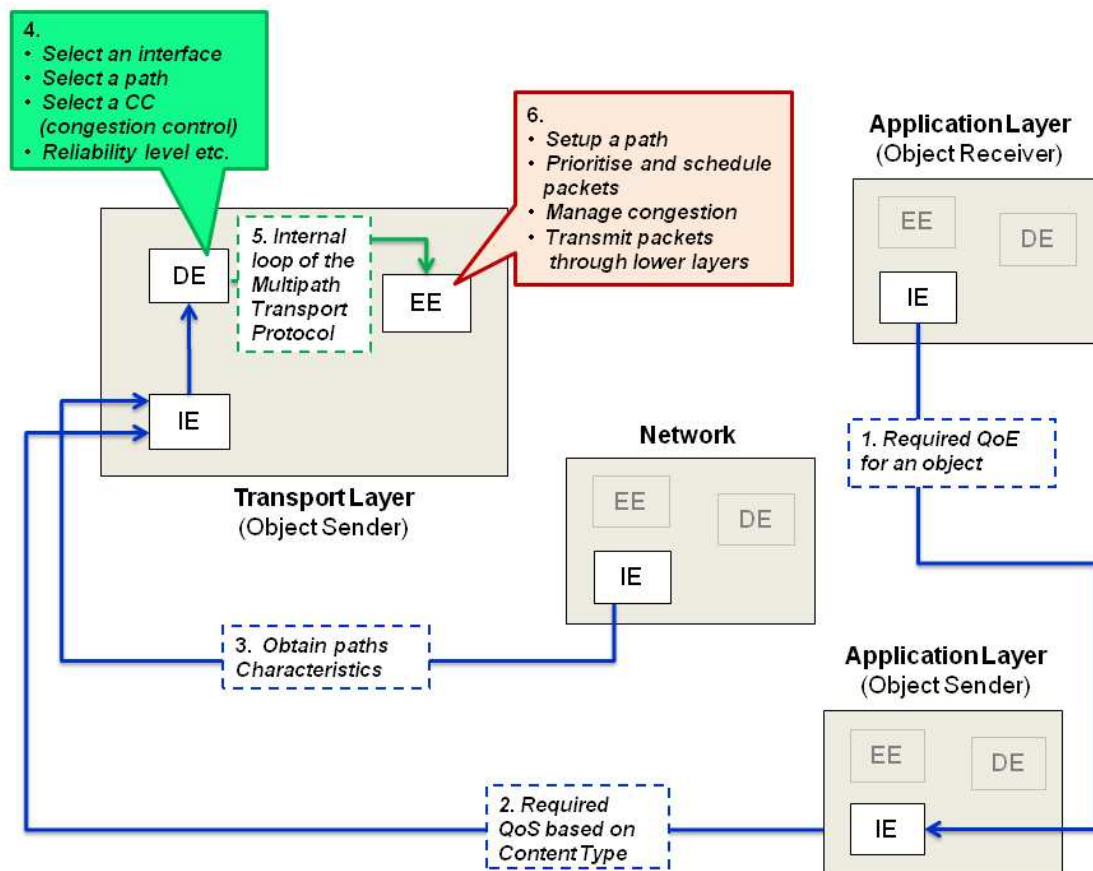 4.
• Select an interface
• Select a path
• Select a CC
(congestion control)
• Reliability level etc.
6.
• Setup a path
• Prioritise and schedule
packets
• Manage congestion
• Transmit packets
through lower layers
Application Layer
(Object Receiver)
EE
DE
IE
DE
5. Internal
loop of the
Multipath
Transport
Protocol
EE
IE
Transport Layer
(Object Sender)
1. Required QoE
for an object
Network
EE
DE
IE
3. Obtain paths
Characteristics
Application Layer
(Object Sender)
EE
DE
IE
2. Required
QoS based on
Content Type